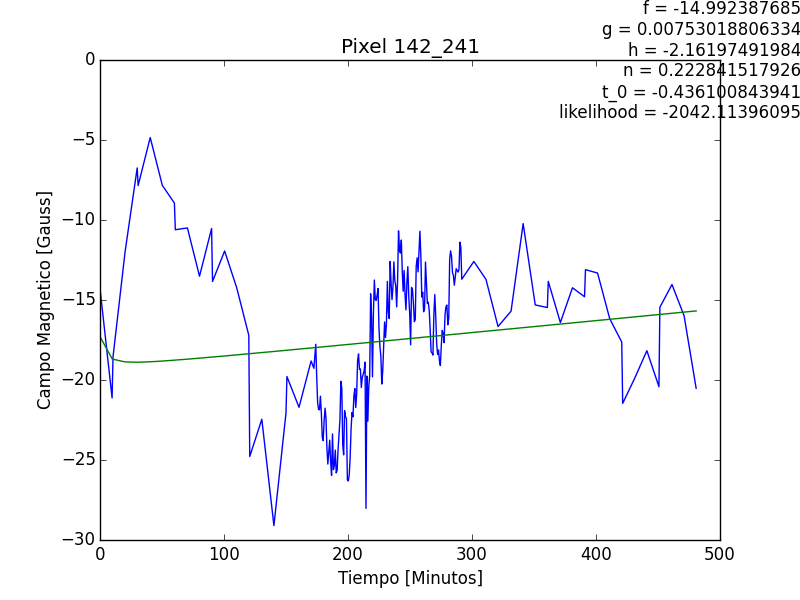 f = -14.992387685
g = 0.00753018806334
h = -2.16197491984
n = 0.222841517926
t_0 = -0.436100843941
likelihood = -2042.11396095
Pixel 142_241
Campo Magnetico [Gauss]
0
−5
−10
−15
−20
−25
−30
0 100 200 300 400 500
Tiempo [Minutos]